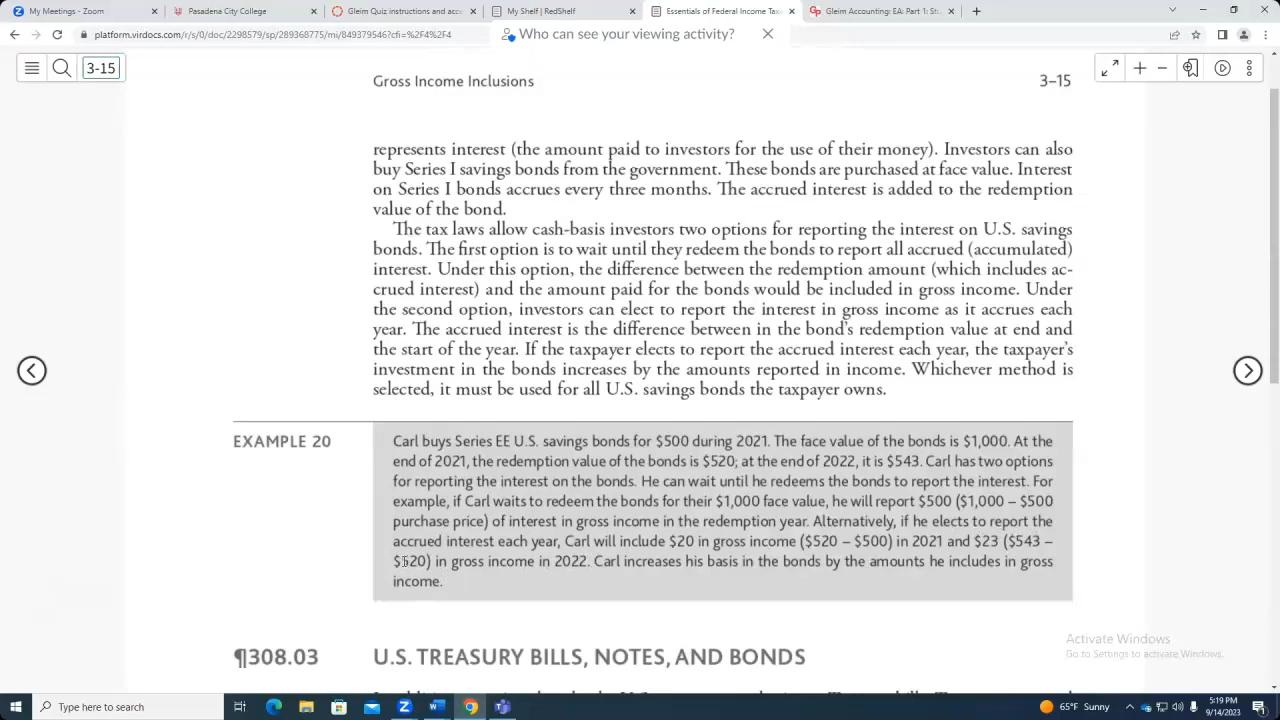 My Meetings - Zoom
Pasadena City College
Gleim Quiz instructions and acc
My Shelf | RedShelf
Essentials of Federal Income Tax
Gleim Accounting: EA: Part 1: St
platform.virdocs.com/r/s/0/doc/2298579/sp/289368775/mi/849379546?cfi=%2F4%2F4
Who can see your viewing activity?
3-15
Gross Income Inclusions
3–15
represents interest (the amount paid to investors for the use of their money). Investors can also
buy Series I savings bonds from the government. These bonds are purchased at face value. Interest
on Series I bonds accrues every three months. The accrued interest is added to the redemption
value of the bond.
The tax laws allow cash-basis investors two options for reporting the interest on U.S. savings
bonds. The first option is to wait until they redeem the bonds to report all accrued (accumulated)
interest. Under this option, the difference between the redemption amount (which includes ac-
crued interest) and the amount paid for the bonds would be included in gross income. Under
the second option, investors can elect to report the interest in gross income as it accrues each
year. The accrued interest is the difference between in the bond's redemption value at end and
the start of the year. If the taxpayer elects to report the accrued interest each year, the taxpayer's
investment in the bonds increases by the amounts reported in income. Whichever method is
selected, it must be used for all U.S. savings bonds the taxpayer owns.
EXAMPLE 20
Carl buys Series EE U.S. savings bonds for $500 during 2021. The face value of the bonds is $1,000. At the
end of 2021, the redemption value of the bonds is $520; at the end of 2022, it is $543. Carl has two options
for reporting the interest on the bonds. He can wait until he redeems the bonds to report the interest. For
example, if Carl waits to redeem the bonds for their $1,000 face value, he will report $500 ($1,000 – $500
purchase price) of interest in gross income in the redemption year. Alternatively, if he elects to report the
accrued interest each year, Carl will include $20 in gross income ($520 – $500) in 2021 and $23 ($543 –
$520) in gross income in 2022. Carl increases his basis in the bonds by the amounts he includes in gross
income.
¶308.03
U.S. TREASURY BILLS, NOTES, AND BONDS
Activate Windows
Go to Settings to activate Windows.
Type here to search
65°F Sunny
5:19 PM
9/14/2023